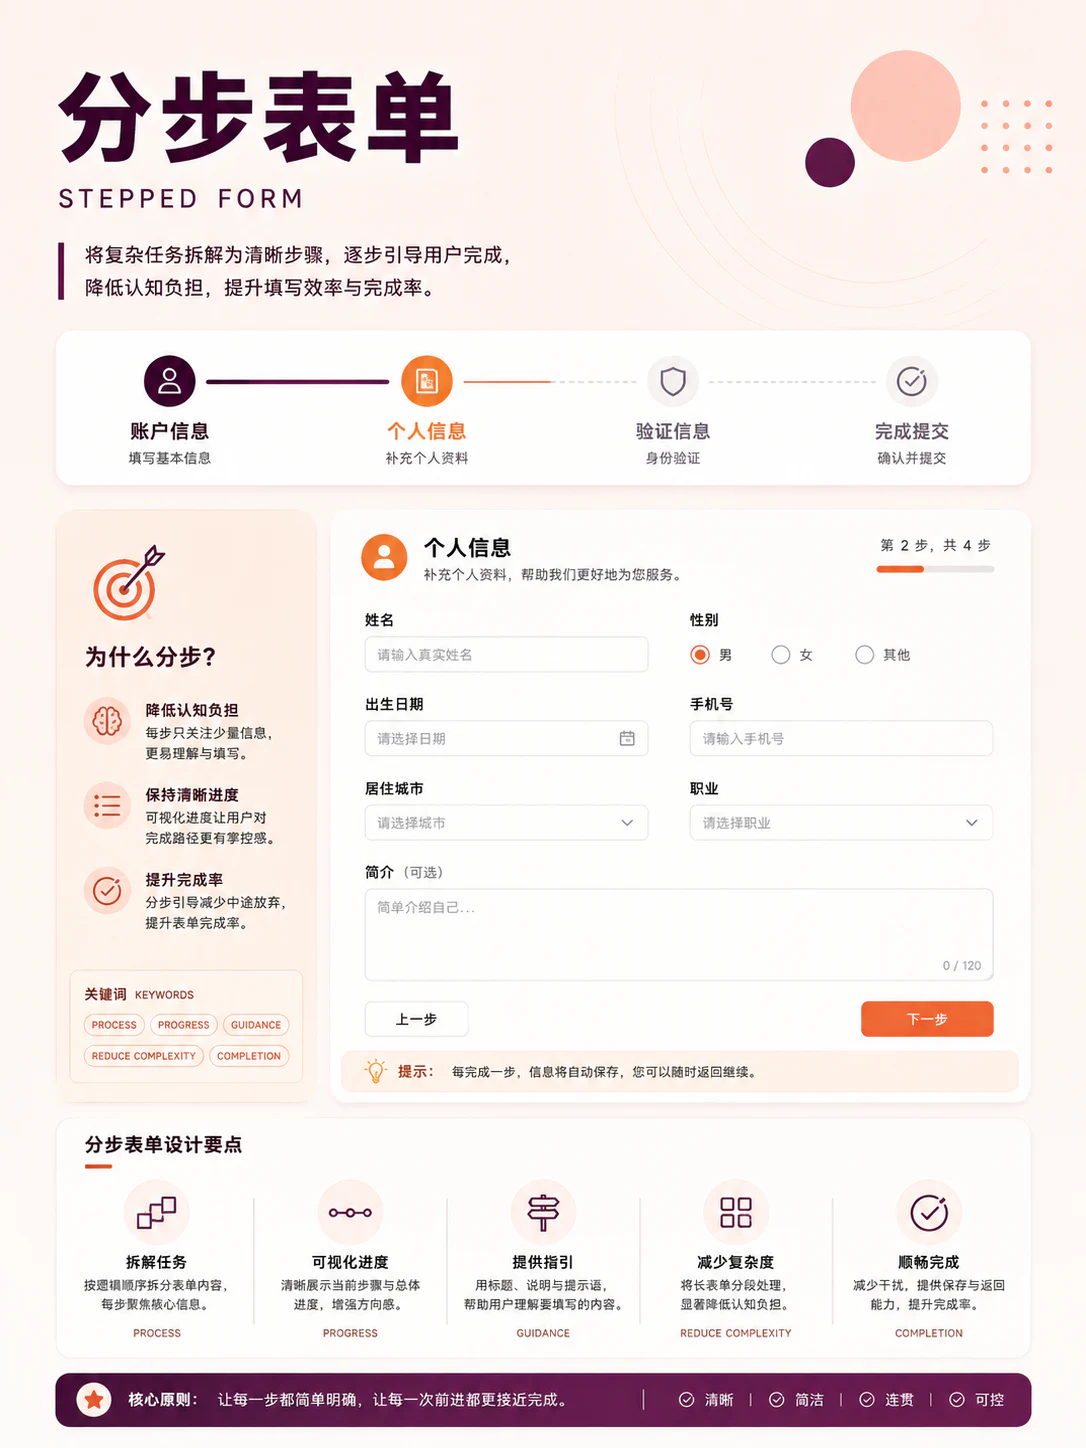 分步表单
STEPPED FORM
将复杂任务拆解为清晰步骤，逐步引导用户完成，
降低认知负担，提升填写效率与完成率。
账户信息
填写基本信息
个人信息
补充个人资料
验证信息
身份验证
完成提交
确认并提交
为什么分步？
降低认知负担
每步只关注少量信息，
更易理解与填写。
保持清晰进度
可视化进度让用户对
完成路径更有掌控感。
提升完成率
分步引导减少中途放弃，
提升表单完成率。
关键词 KEYWORDS
PROCESS PROGRESS GUIDANCE
REDUCE COMPLEXITY COMPLETION
个人信息
补充个人资料，帮助我们更好地为您服务。
第 2 步，共 4 步
姓名
请输入真实姓名
性别
男 女 其他
出生日期
请选择日期
手机号
请输入手机号
居住城市
请选择城市
职业
请选择职业
简介（可选）
简单介绍自己...
0 / 120
上一步
下一步
提示： 每完成一步，信息将自动保存，您可以随时返回继续。
分步表单设计要点
拆解任务
按逻辑顺序拆分表单内容，
每步聚焦核心信息。
PROCESS
可视化进度
清晰展示当前步骤与总体
进度，增强方向感。
PROGRESS
提供指引
用标题、说明与提示语，
帮助用户理解要填写的内容。
GUIDANCE
减少复杂度
将长表单分段处理，
显著降低认知负担。
REDUCE COMPLEXITY
顺畅完成
减少干扰，提供保存与返回
能力，提升完成率。
COMPLETION
核心原则： 让每一步都简单明确，让每一次前进都更接近完成。
清晰 | 简洁 | 连贯 | 可控